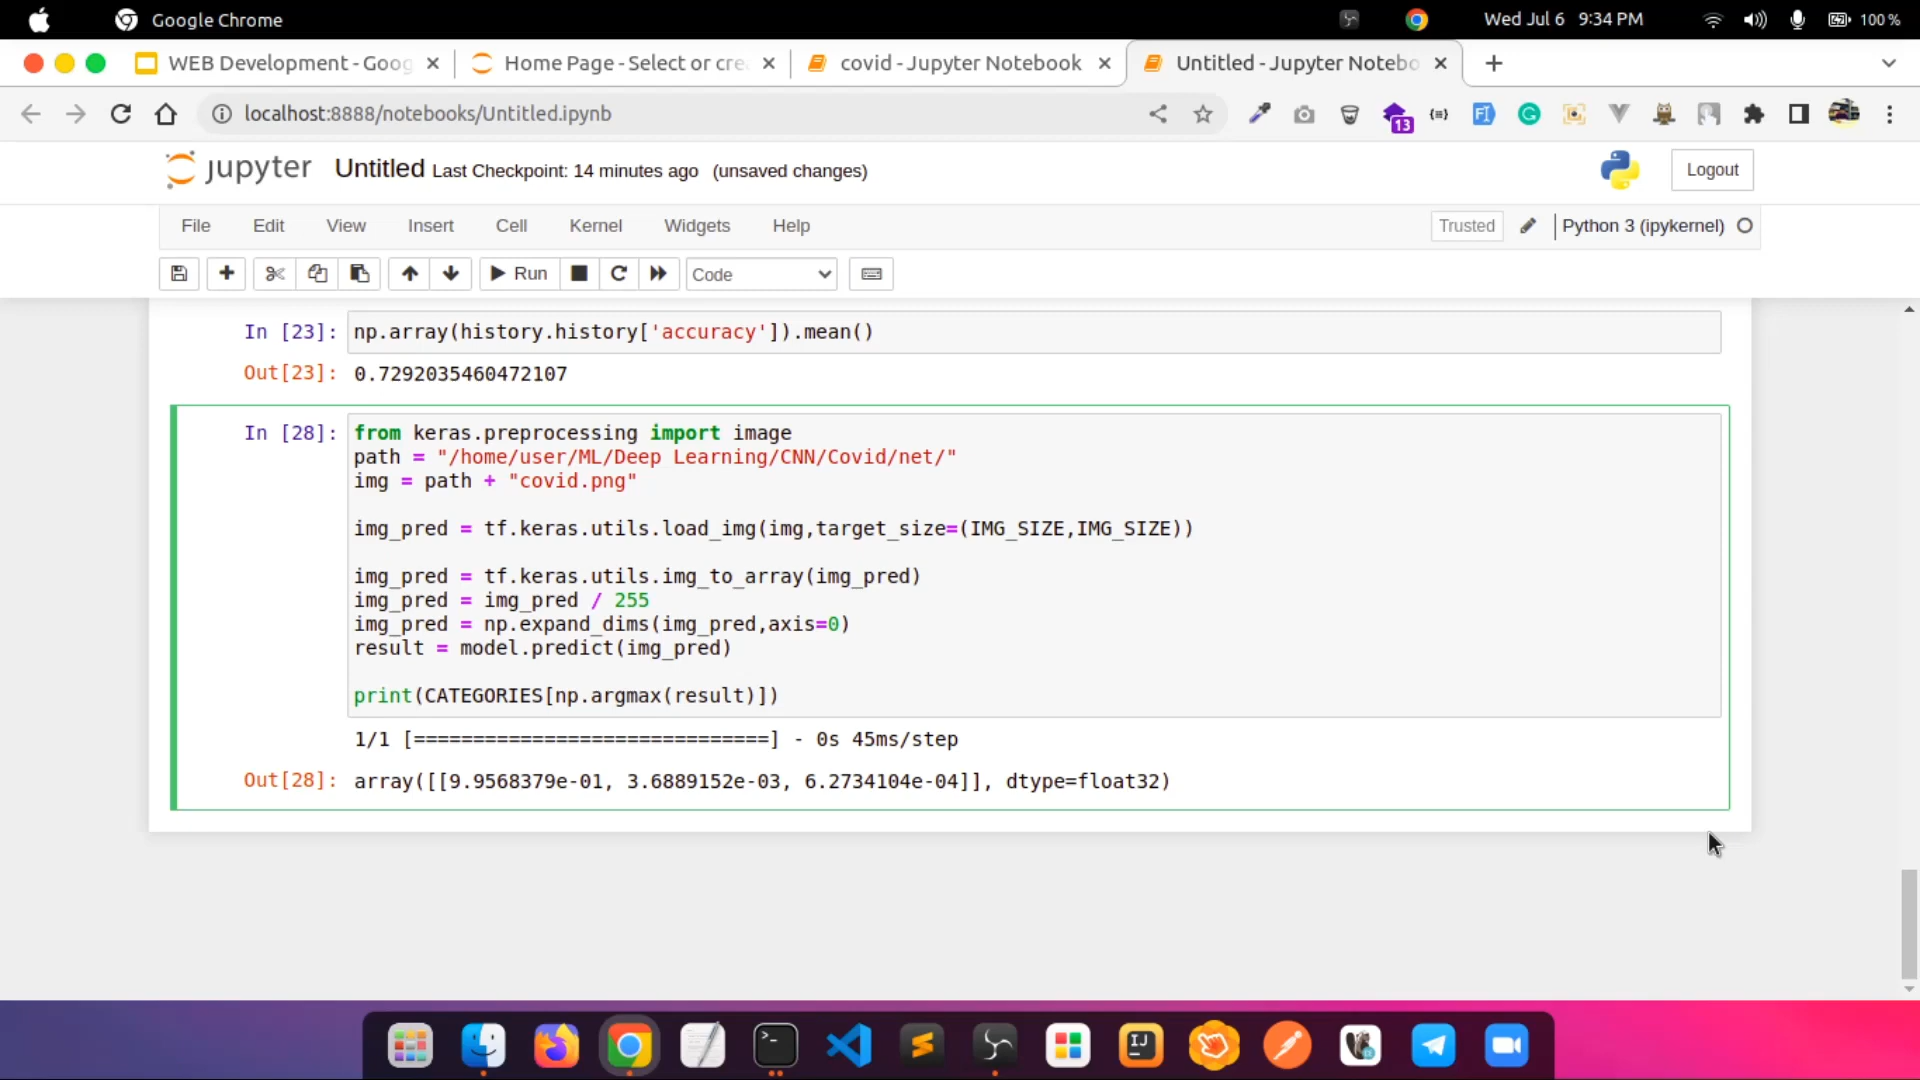 Google Chrome
Wed Jul 6 9:34 PM
100 %
WEB Development - Goog
Home Page - Select or cre
covid - Jupyter Notebook
Untitled - Jupyter Notebo
localhost:8888/notebooks/Untitled.ipynb
13
jupyter Untitled Last Checkpoint: 14 minutes ago (unsaved changes)
Logout
File Edit View Insert Cell Kernel Widgets Help
Trusted
Python 3 (ipykernel)
Run
Code
In [23]: np.array(history.history['accuracy']).mean()
Out[23]: 0.7292035460472107
In [28]: from keras.preprocessing import image
path = "/home/user/ML/Deep Learning/CNN/Covid/net/"
img = path + "covid.png"
img_pred = tf.keras.utils.load_img(img,target_size=(IMG_SIZE,IMG_SIZE))
img_pred = tf.keras.utils.img_to_array(img_pred)
img_pred = img_pred / 255
img_pred = np.expand_dims(img_pred,axis=0)
result = model.predict(img_pred)
print(CATEGORIES[np.argmax(result)])
1/1 [==============================] - 0s 45ms/step
Out[28]: array([[9.9568379e-01, 3.6889152e-03, 6.2734104e-04]], dtype=float32)
IJ